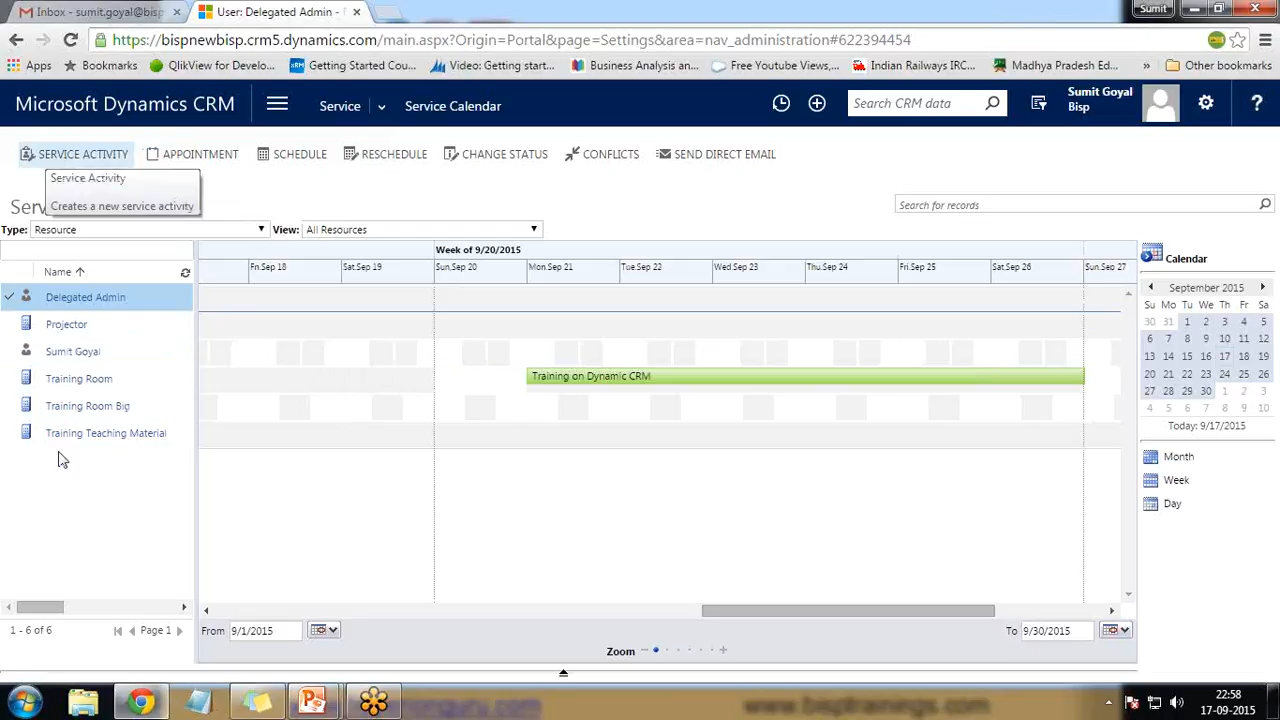 Inbox - sumit.goyal@bisp
User: Delegated Admin -
Sumit
https://bispnewbisp.crm5.dynamics.com/main.aspx?Origin=Portal&page=Settings&area=nav_administration#622394454
Apps Bookmarks QlikView for Develo... Getting Started Cou... Video: Getting start... Business Analysis an... Free Youtube Videos,... Indian Railways IRC... Madhya Pradesh Ed... » Other bookmarks
Microsoft Dynamics CRM Service Service Calendar Search CRM data Sumit Goyal
Bisp
?
SERVICE ACTIVITY APPOINTMENT SCHEDULE RESCHEDULE CHANGE STATUS CONFLICTS SEND DIRECT EMAIL
Service Activity
Creates a new service activity
Serv
Search for records
Type: Resource View: All Resources
Week of 9/20/2015
Name
Fri.Sep 18 Sat.Sep 19 Sun.Sep 20 Mon.Sep 21 Tue.Sep 22 Wed.Sep 23 Thu.Sep 24 Fri.Sep 25 Sat.Sep 26 Sun.Sep 27
Delegated Admin
Projector
Sumit Goyal
Training Room
Training on Dynamic CRM
Training Room Big
Training Teaching Material
Calendar
September 2015
Su Mo Tu We Th Fr Sa
30 31 1 2 3 4 5
6 7 8 9 10 11 12
13 14 15 16 17 18 19
20 21 22 23 24 25 26
27 28 29 30 1 2 3
4 5 6 7 8 9 10
Today: 9/17/2015
Month
Week
Day
1 - 6 of 6 Page 1
From 9/1/2015 To 9/30/2015
Zoom
22:58
17-09-2015